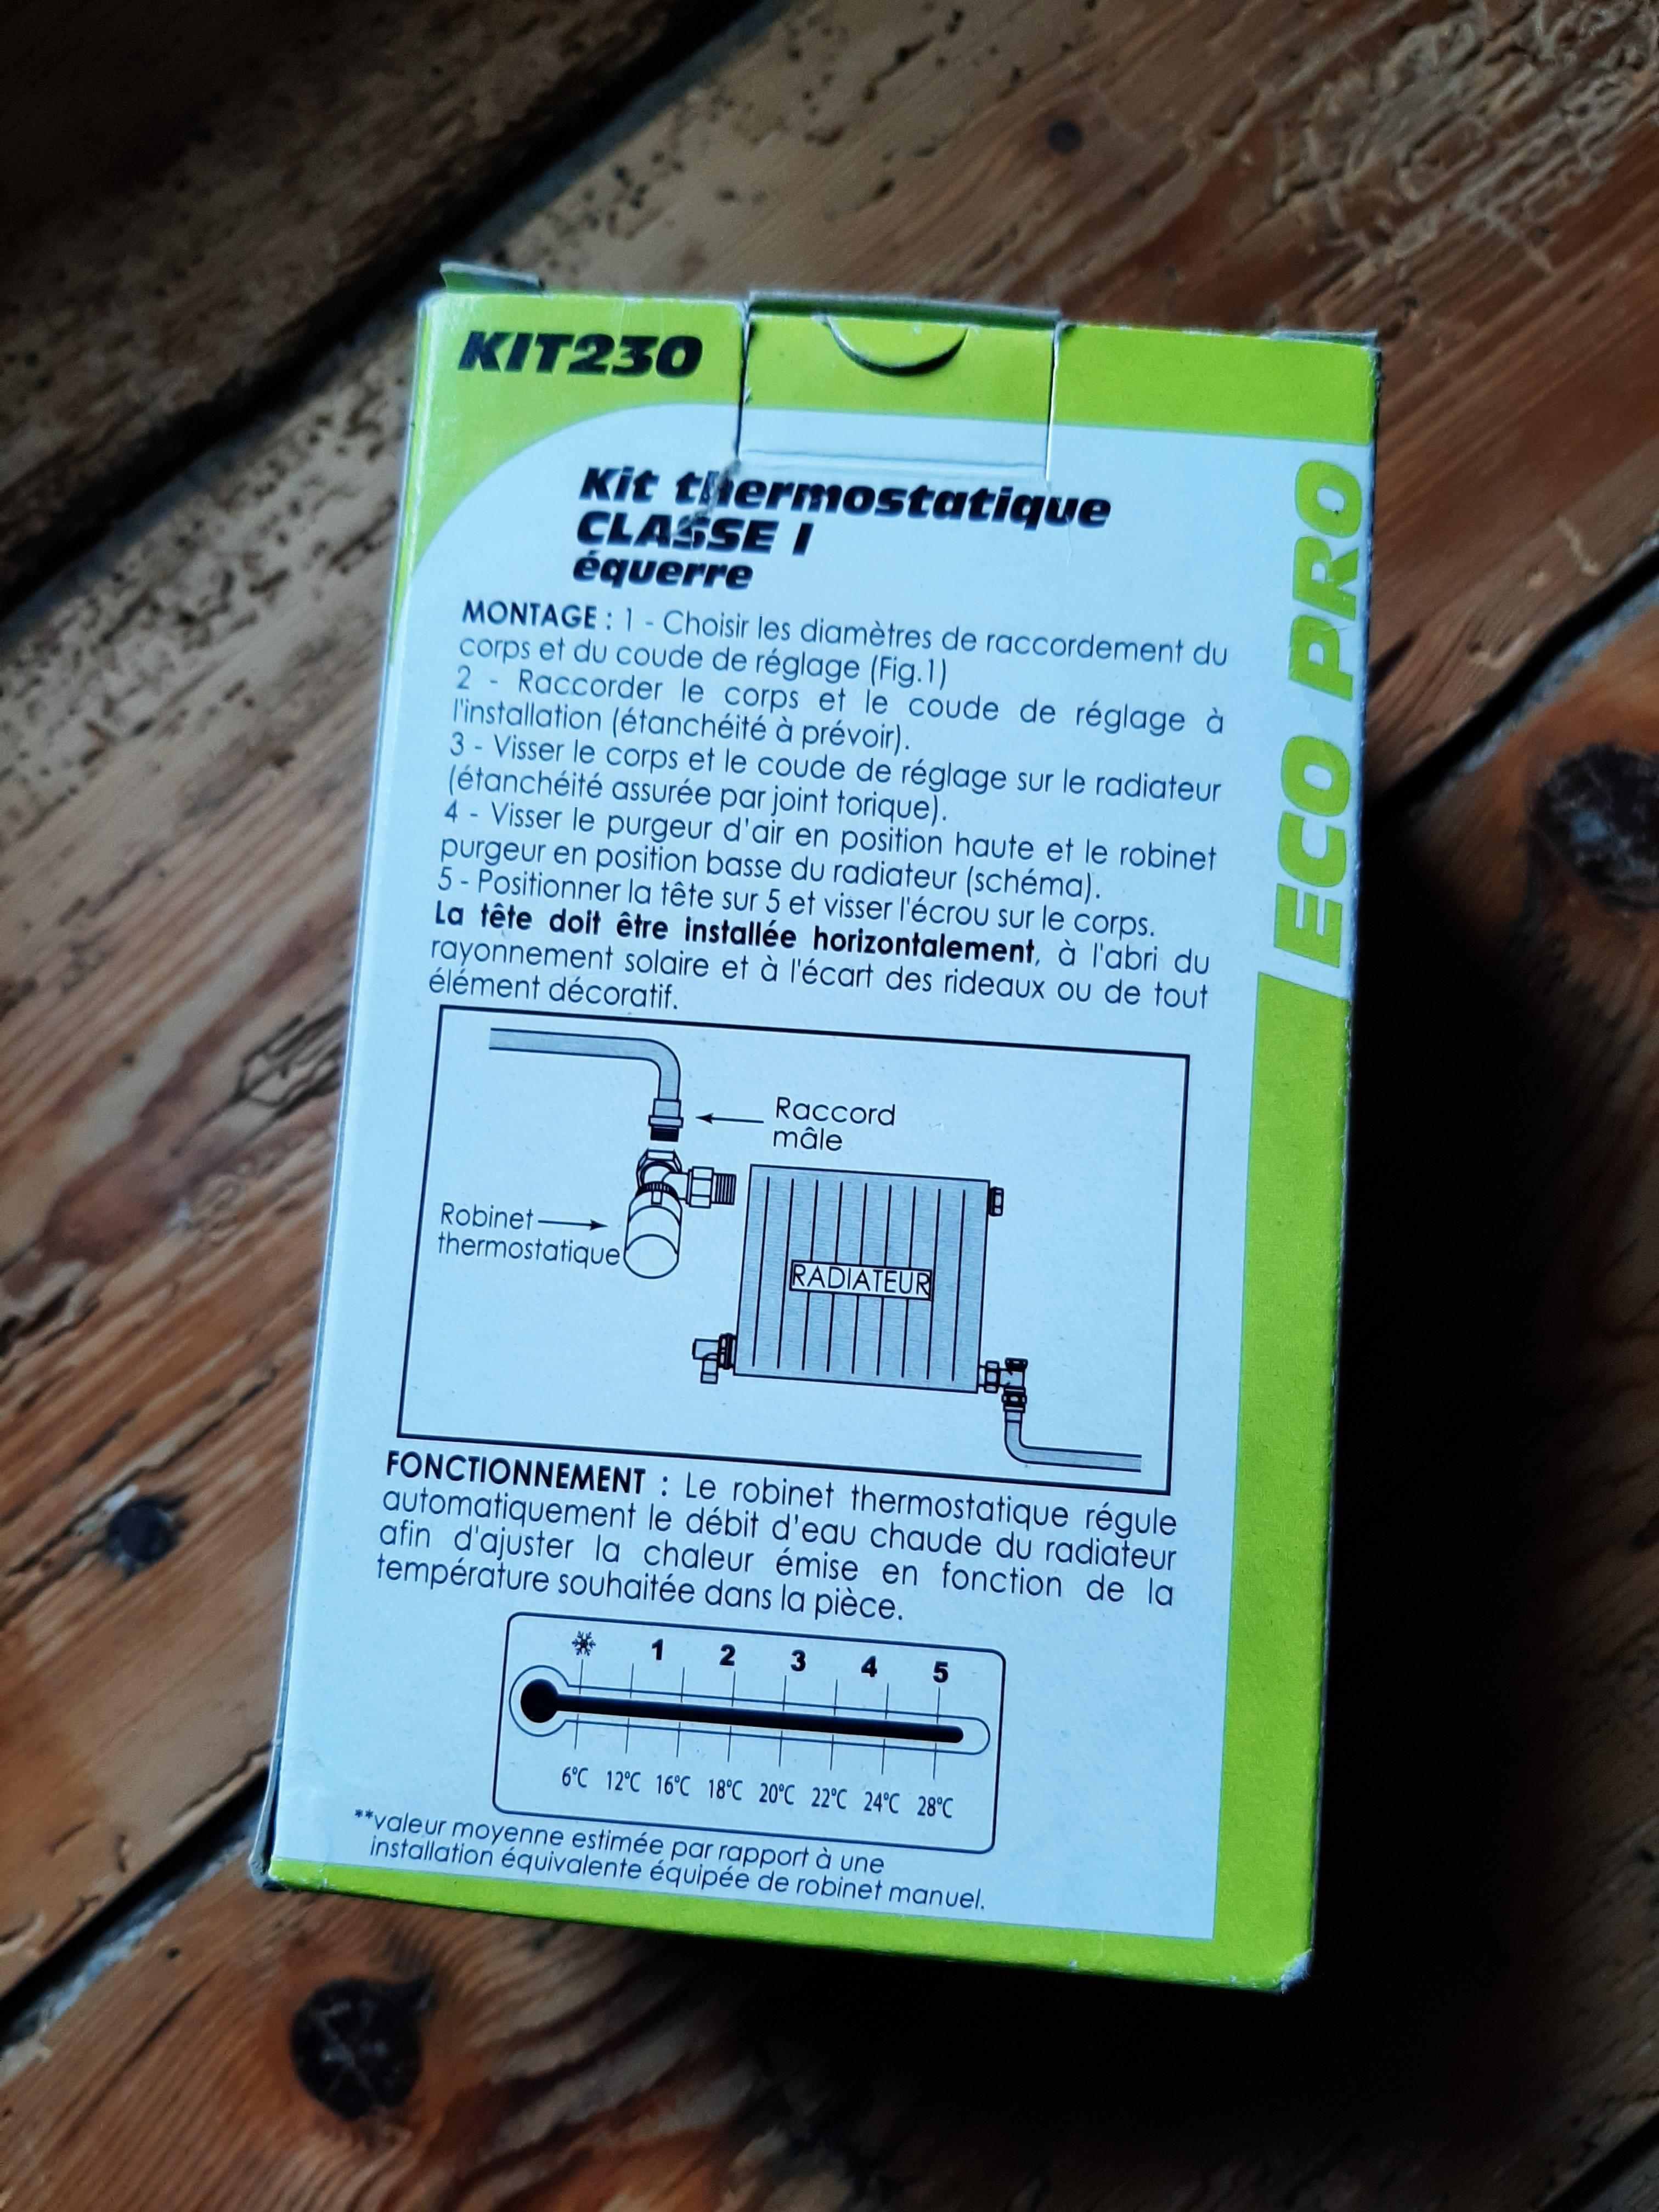 KIT230
Kit thermostatique
CLASSE I
équerre
ECO PRO
MONTAGE : 1 - Choisir les diamètres de raccordement du
corps et du coude de réglage (Fig.1)
2 - Raccorder le corps et le coude de réglage à
l'installation (étanchéité à prévoir).
3 - Visser le corps et le coude de réglage sur le radiateur
(étanchéité assurée par joint torique).
4 - Visser le purgeur d'air en position haute et le robinet
purgeur en position basse du radiateur (schéma).
5 - Positionner la tête sur 5 et visser l'écrou sur le corps.
La tête doit être installée horizontalement, à l'abri du
rayonnement solaire et à l'écart des rideaux ou de tout
élément décoratif.
Raccord
mâle
Robinet
thermostatique
RADIATEUR
FONCTIONNEMENT : Le robinet thermostatique régule
automatiquement le débit d'eau chaude du radiateur
afin d'ajuster la chaleur émise en fonction de la
température souhaitée dans la pièce.
1 2 3 4 5
6°C 12°C 16°C 18°C 20°C 22°C 24°C 28°C
**valeur moyenne estimée par rapport à une
installation équivalente équipée de robinet manuel.